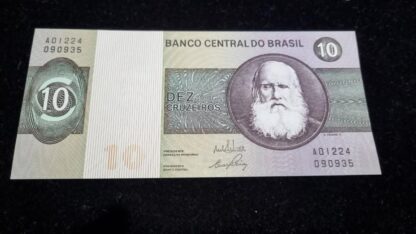 A01224
090935
BANCO CENTRAL DO BRASIL
10
10
DEZ
CRUZEIROS
10
A01224
090935